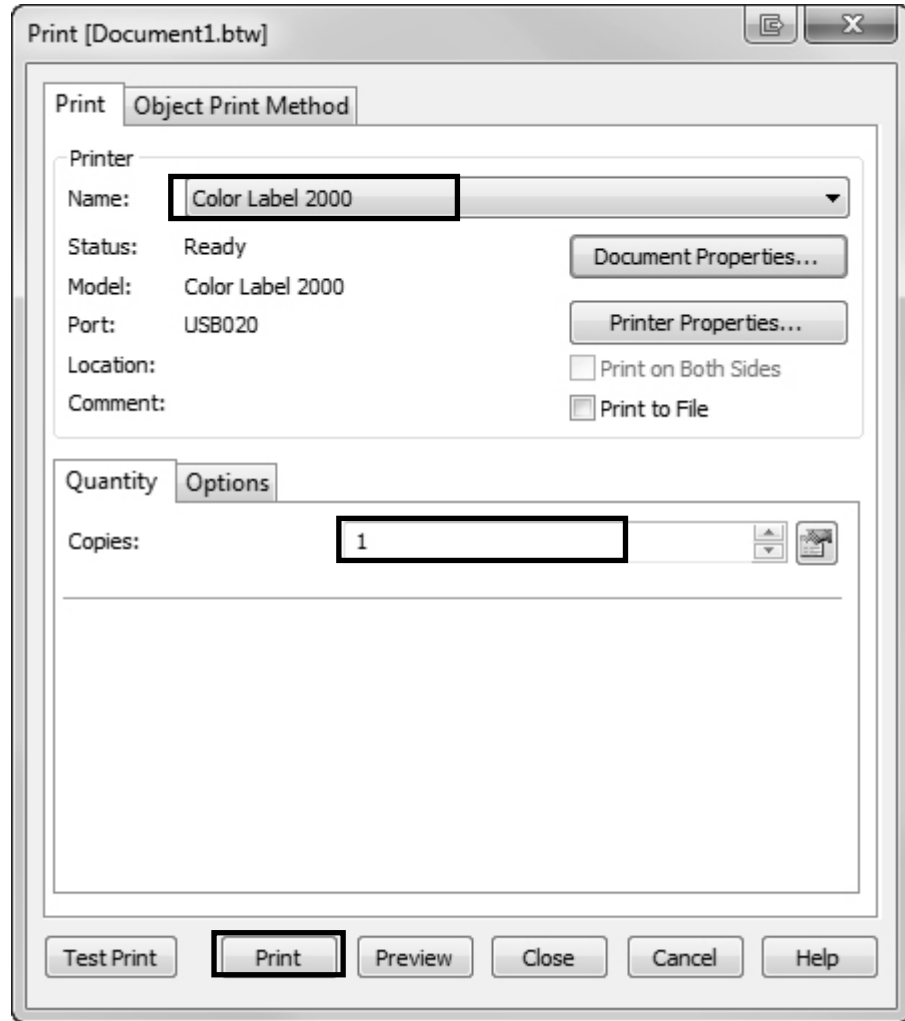 Print [Document1.btw]
Print Object Print Method
Printer
Name: Color Label 2000
Status: Ready
Document Properties...
Model: Color Label 2000
Port: USB020
Printer Properties...
Location:
Print on Both Sides
Comment:
Print to File
Quantity Options
Copies: 1
Test Print Print Preview Close Cancel Help